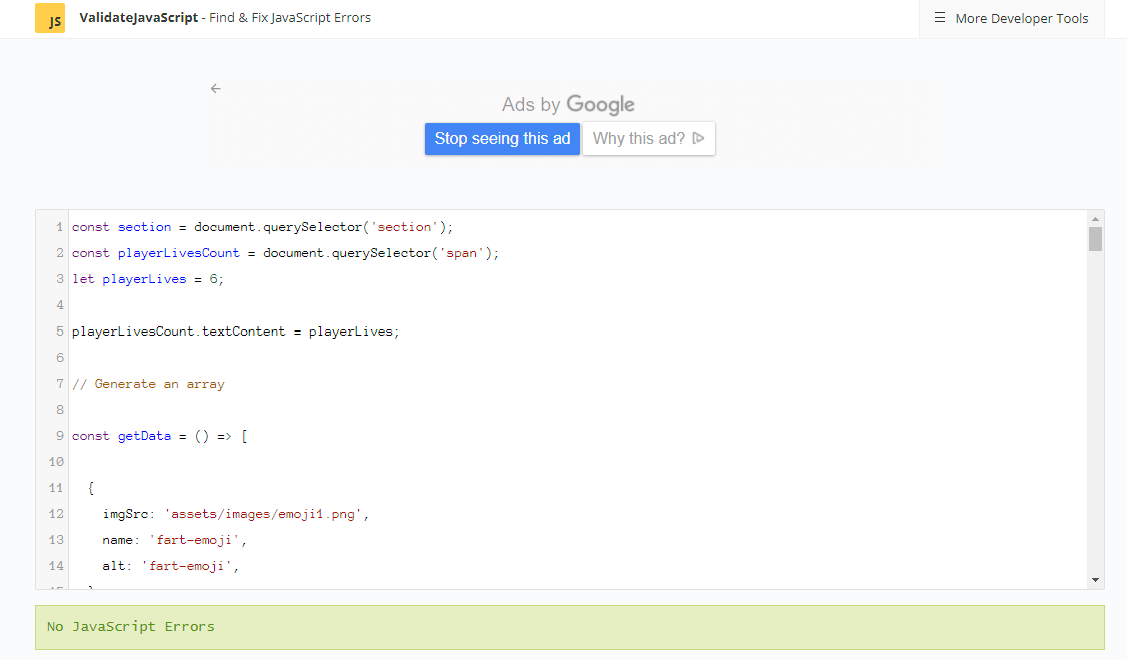 JS ValidateJavaScript - Find & Fix JavaScript Errors
☰ More Developer Tools
Ads by Google
Stop seeing this ad Why this ad?
1 const section = document.querySelector('section');
2 const playerLivesCount = document.querySelector('span');
3 let playerLives = 6;
4
5 playerLivesCount.textContent = playerLives;
6
7 // Generate an array
8
9 const getData = () => [
10
11 {
12 imgSrc: 'assets/images/emoji1.png',
13 name: 'fart-emoji',
14 alt: 'fart-emoji',
No JavaScript Errors